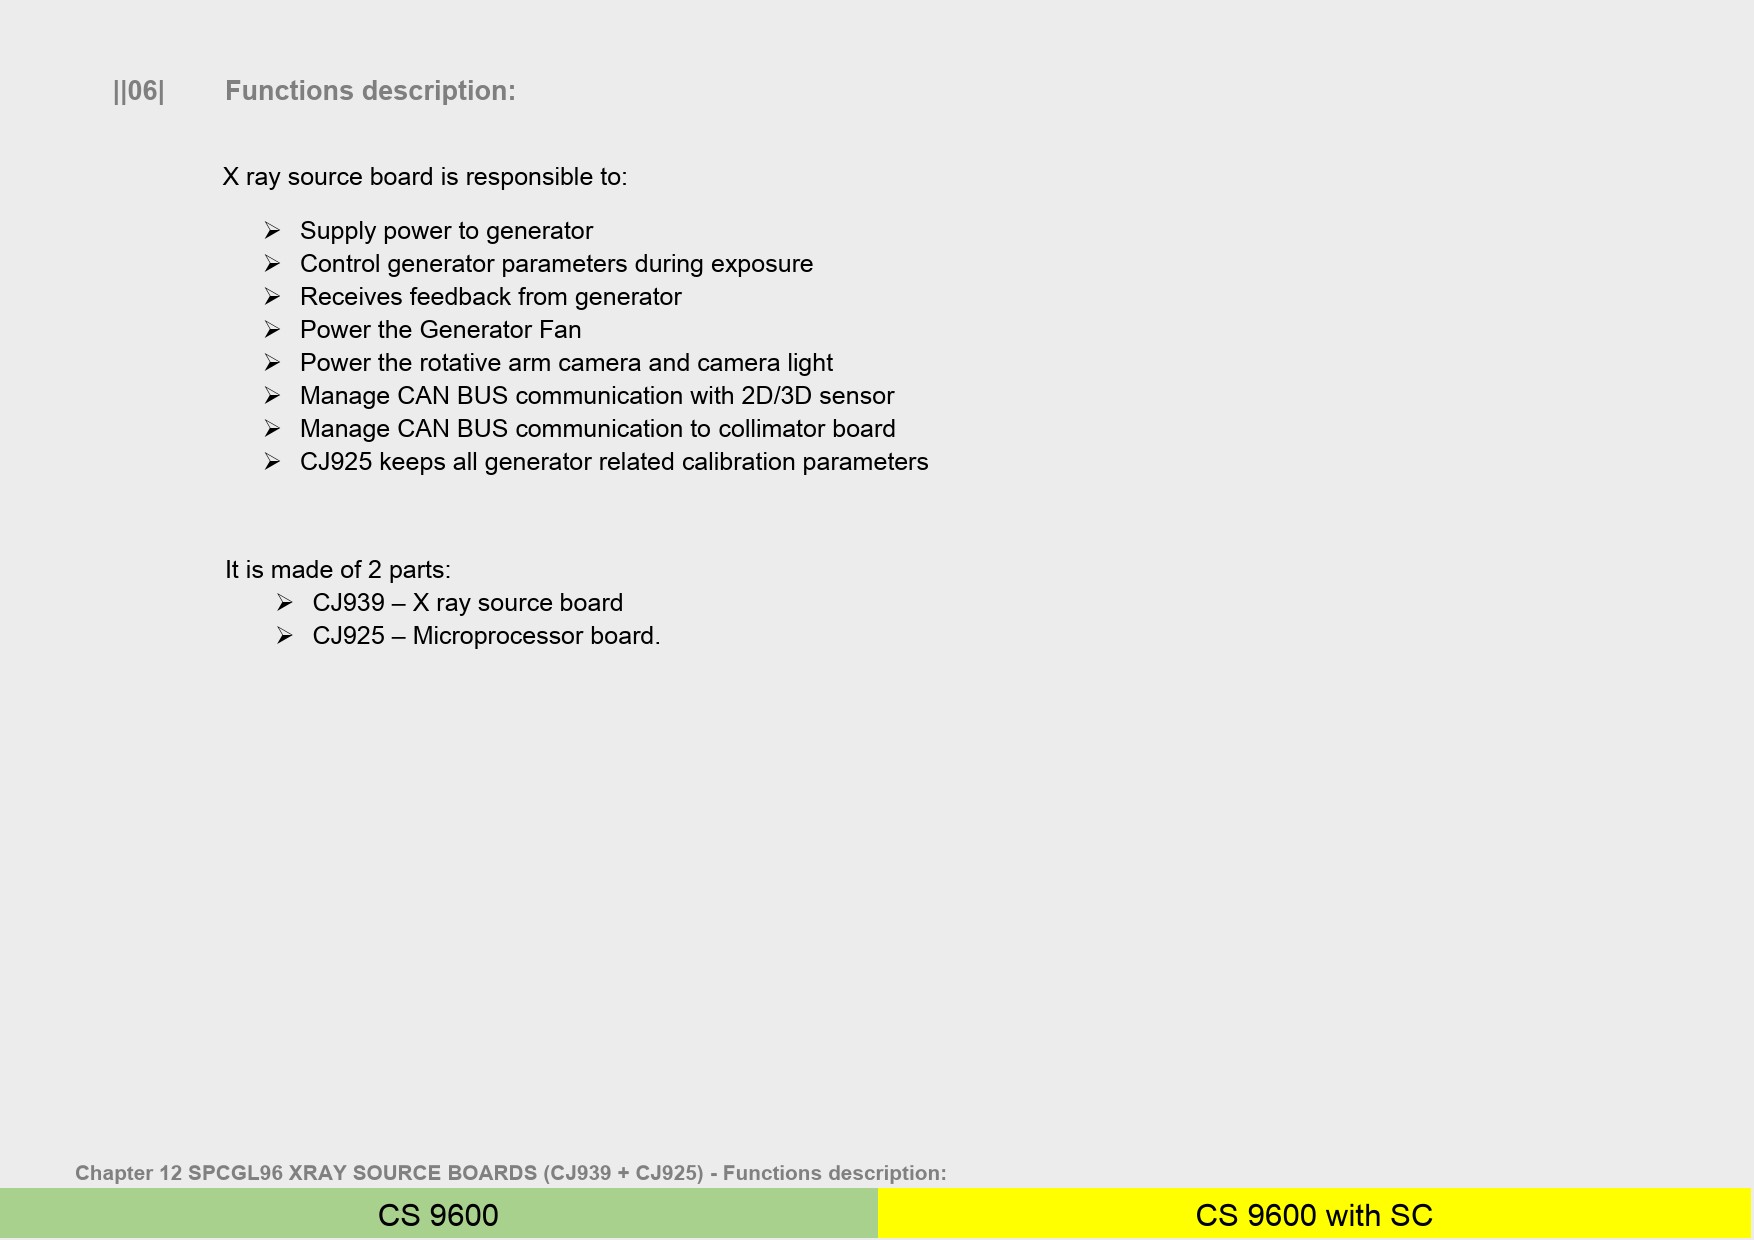 ||06| Functions description:
X ray source board is responsible to:
➢ Supply power to generator
➢ Control generator parameters during exposure
➢ Receives feedback from generator
➢ Power the Generator Fan
➢ Power the rotative arm camera and camera light
➢ Manage CAN BUS communication with 2D/3D sensor
➢ Manage CAN BUS communication to collimator board
➢ CJ925 keeps all generator related calibration parameters
It is made of 2 parts:
➢ CJ939 – X ray source board
➢ CJ925 – Microprocessor board.
Chapter 12 SPCGL96 XRAY SOURCE BOARDS (CJ939 + CJ925) - Functions description:
CS 9600
CS 9600 with SC